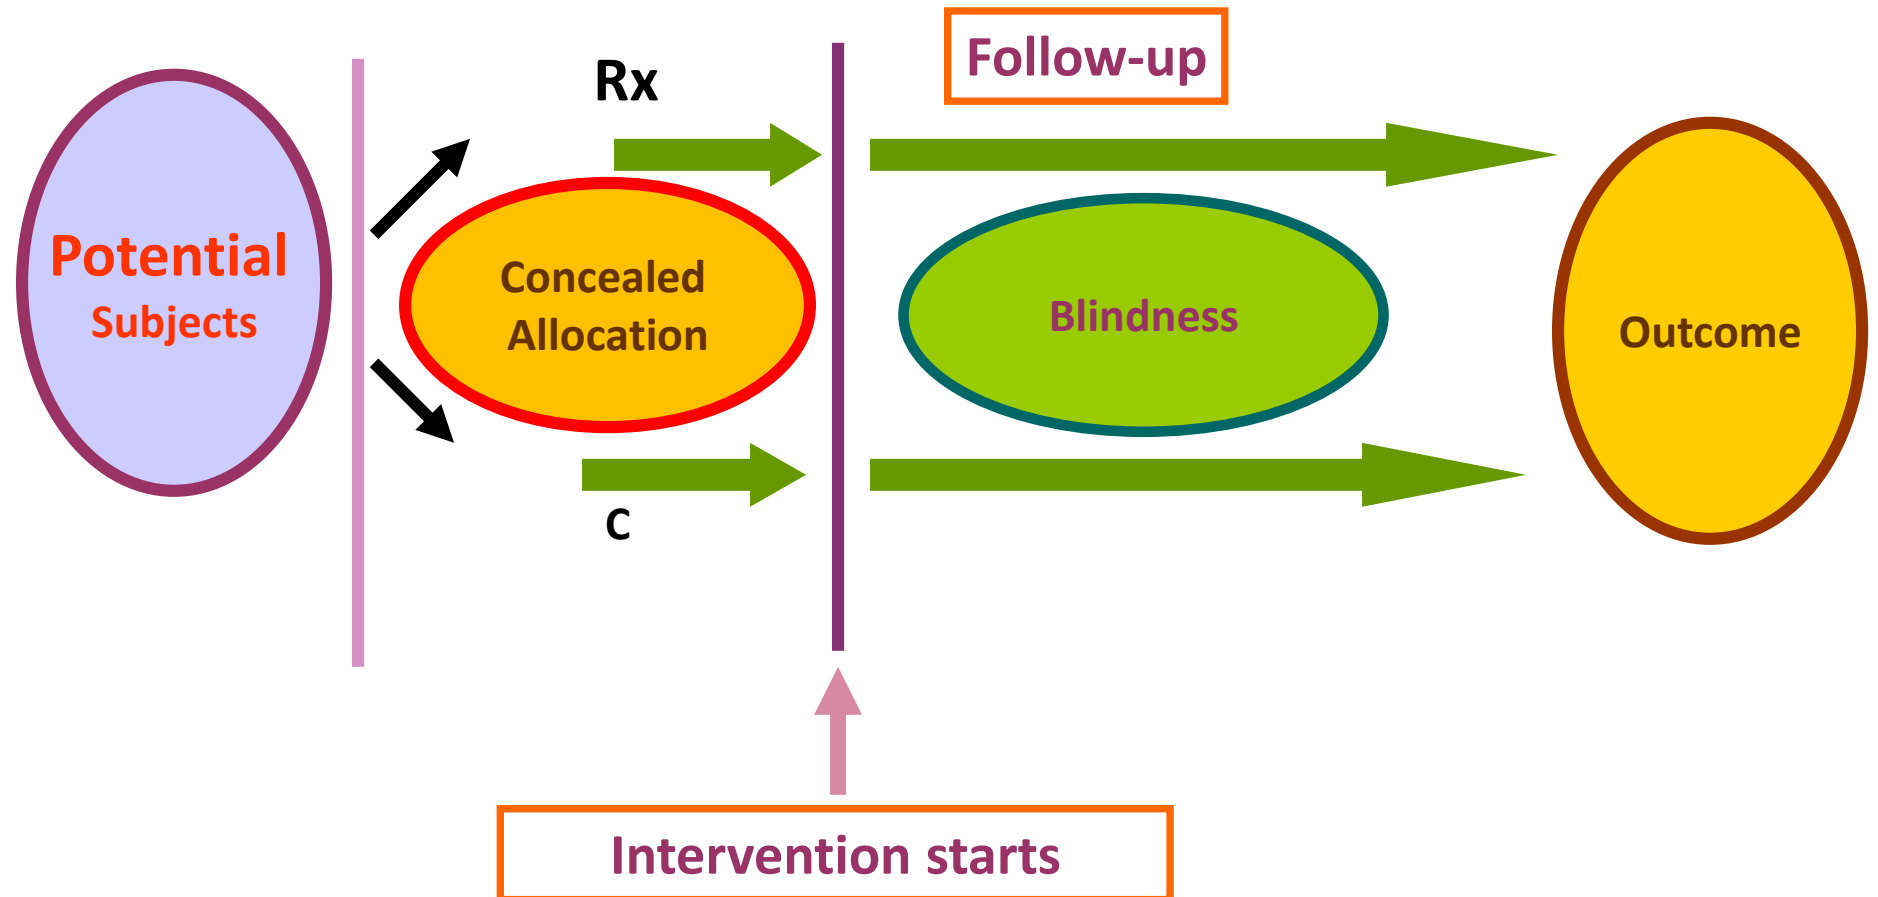 Follow-up
Rx
Potential
Subjects
Concealed
Allocation
Blindness
Outcome
C
Intervention starts